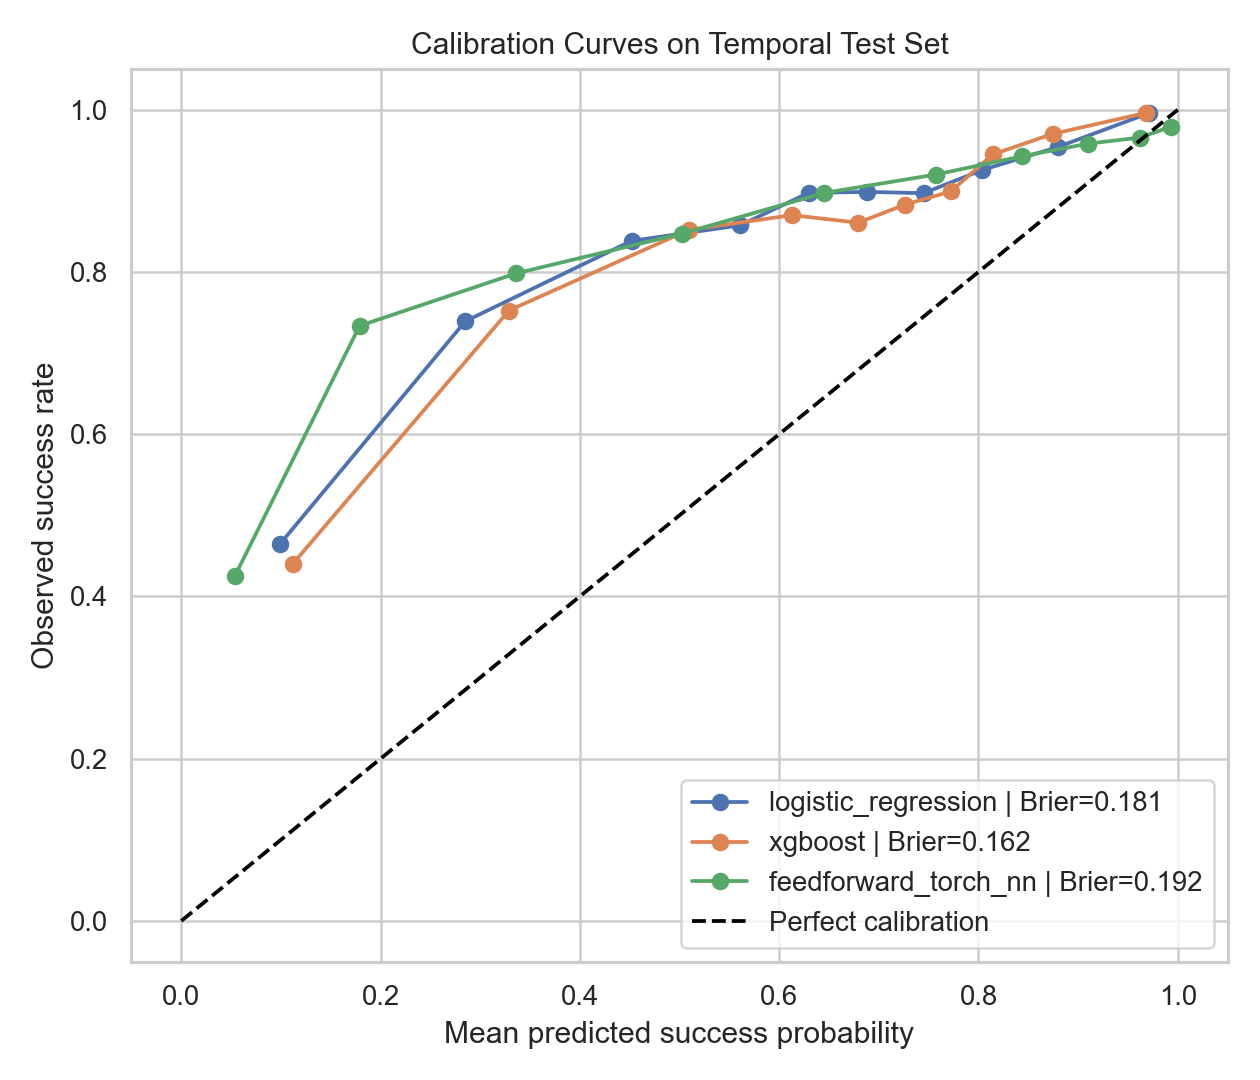 Calibration Curves on Temporal Test Set
Observed success rate
1.0
0.8
0.6
0.4
0.2
0.0
0.0 0.2 0.4 0.6 0.8 1.0
Mean predicted success probability
logistic_regression | Brier=0.181
xgboost | Brier=0.162
feedforward_torch_nn | Brier=0.192
Perfect calibration